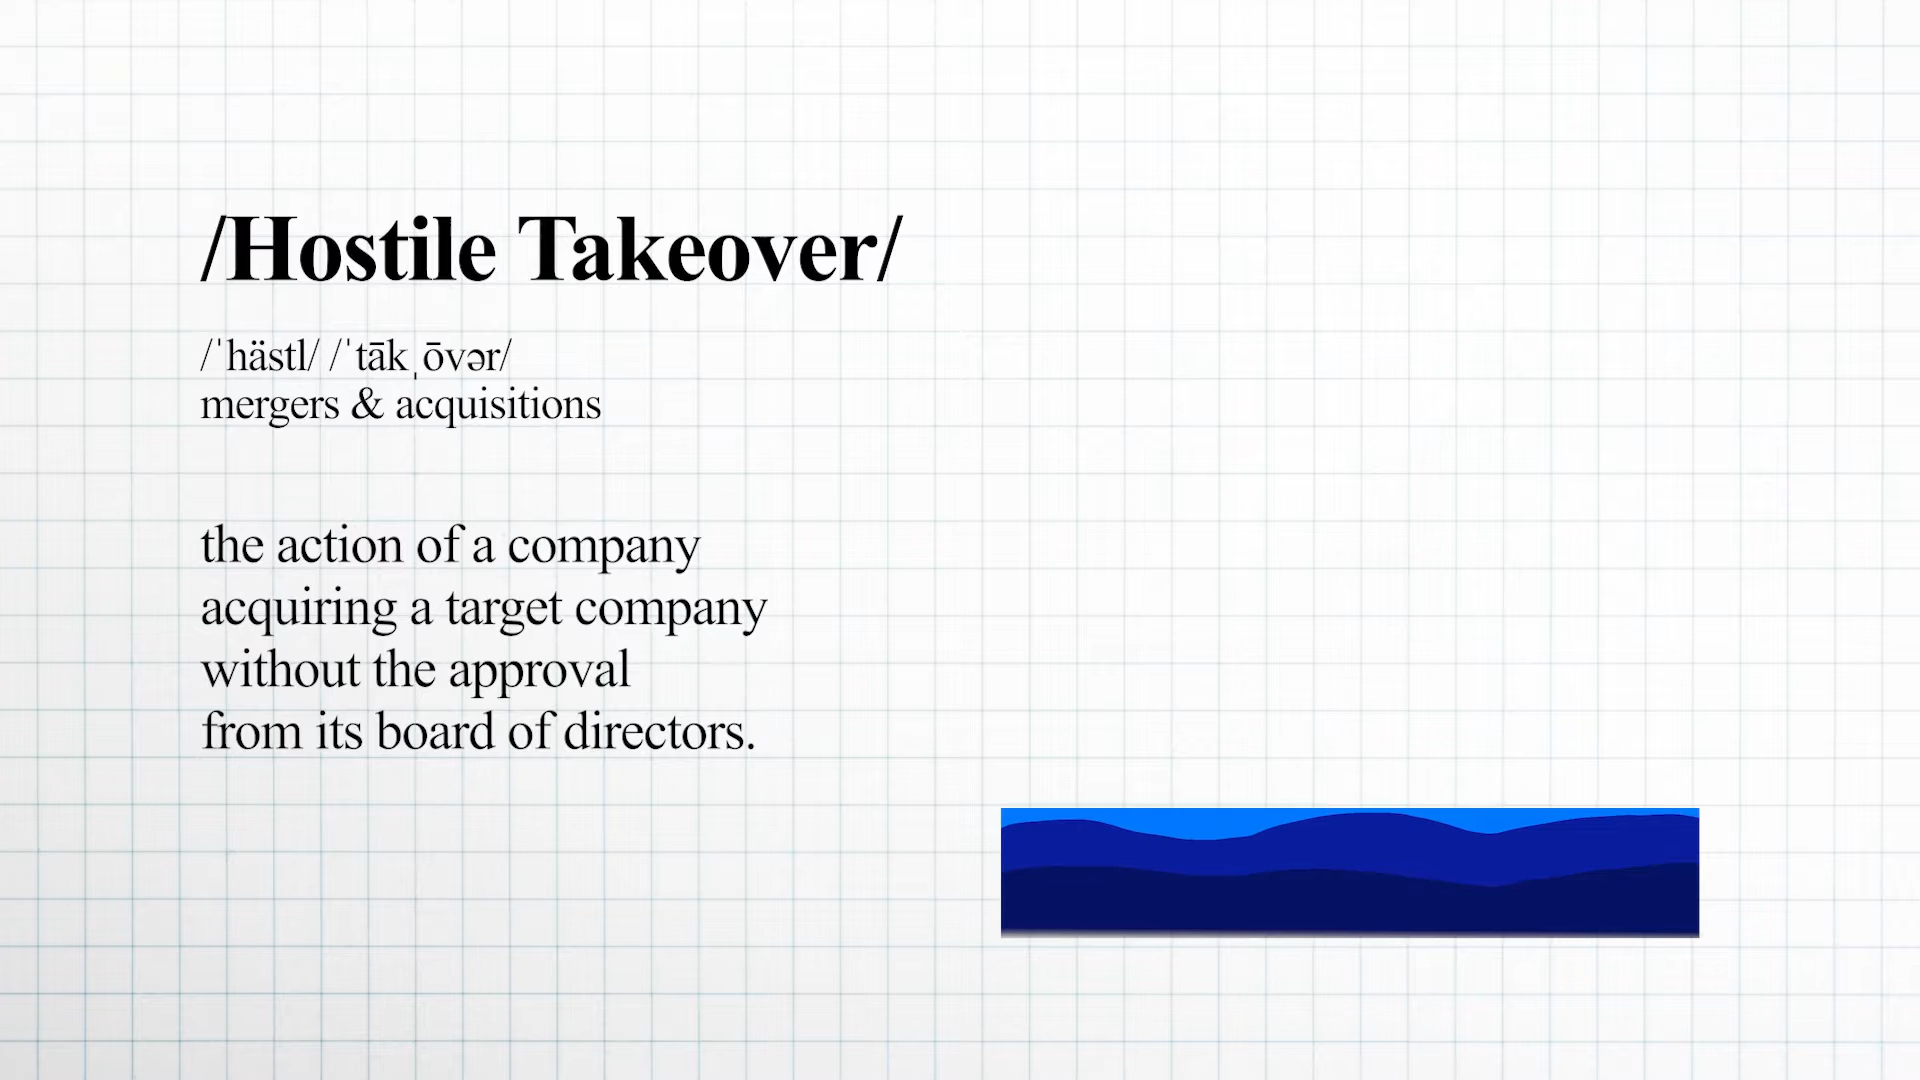 /Hostile Takeover/
/ˈhästl/ /ˈtākˌōvər/
mergers & acquisitions
the action of a company
acquiring a target company
without the approval
from its board of directors.